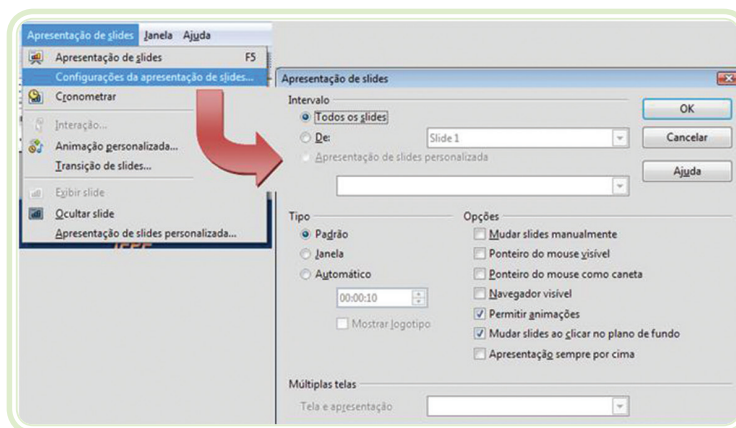 Apresentação de slides Janela Ajuda
Apresentação de slides F5
Configurações da apresentação de slides...
Cronometrar
Interação...
Animação personalizada...
Transição de slides...
Exibir slide
Ocultar slide
Apresentação de slides personalizada...
Apresentação de slides
Intervalo
Todos os slides
De: Slide 1
Apresentação de slides personalizada
OK
Cancelar
Ajuda
Tipo
Padrão
Janela
Automático
00:00:10
Mostrar logotipo
Opções
Mudar slides manualmente
Ponteiro do mouse visível
Ponteiro do mouse como caneta
Navegador visível
Permitir animações
Mudar slides ao clicar no plano de fundo
Apresentação sempre por cima
Múltiplas telas
Tela e apresentação